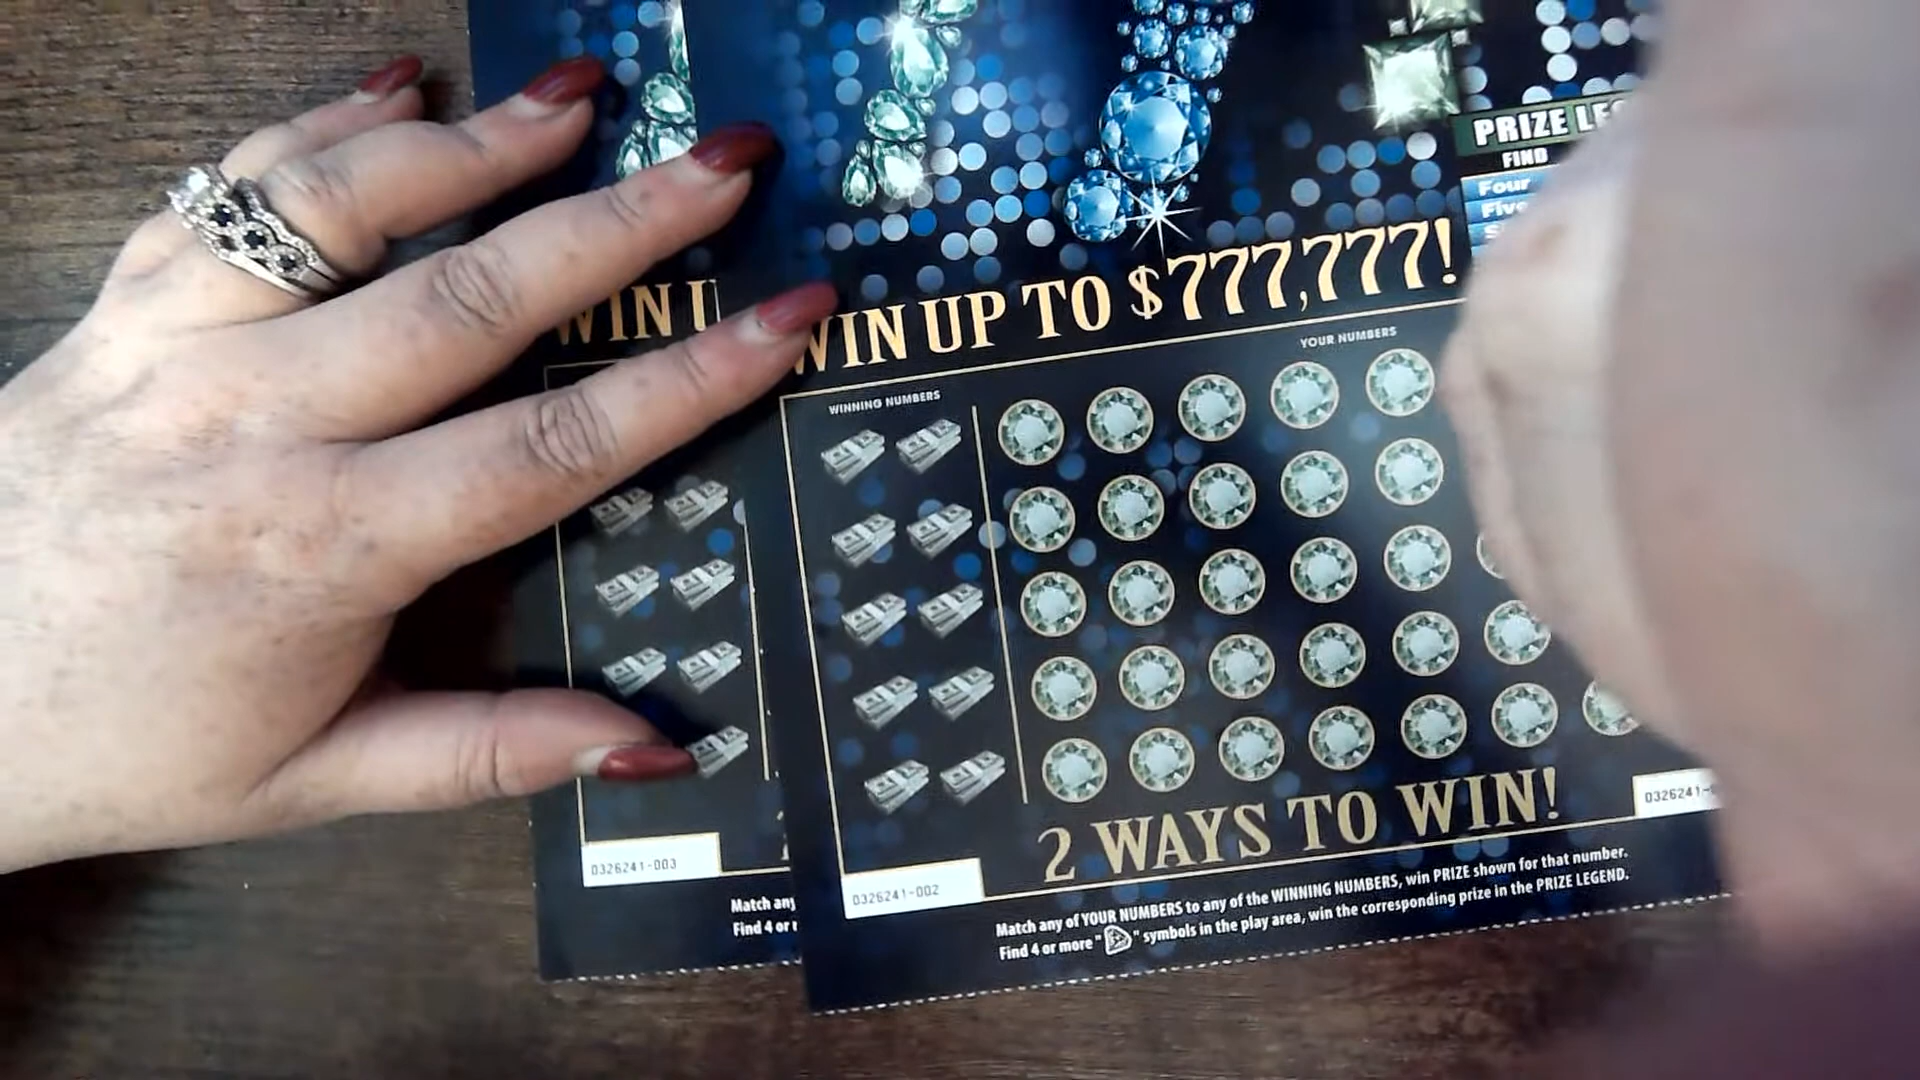 PRIZE
FIND
Four
Five
WIN U
WIN UP TO $777,777!
YOUR NUMBERS
WINNING NUMBERS
2 WAYS TO WIN!
0326241-
0326241-003
0326241-002
Match any
Find 4 or
Match any of YOUR NUMBERS to any of the WINNING NUMBERS, win PRIZE shown for that number.
Find 4 or more " " symbols in the play area, win the corresponding prize in the PRIZE LEGEND.